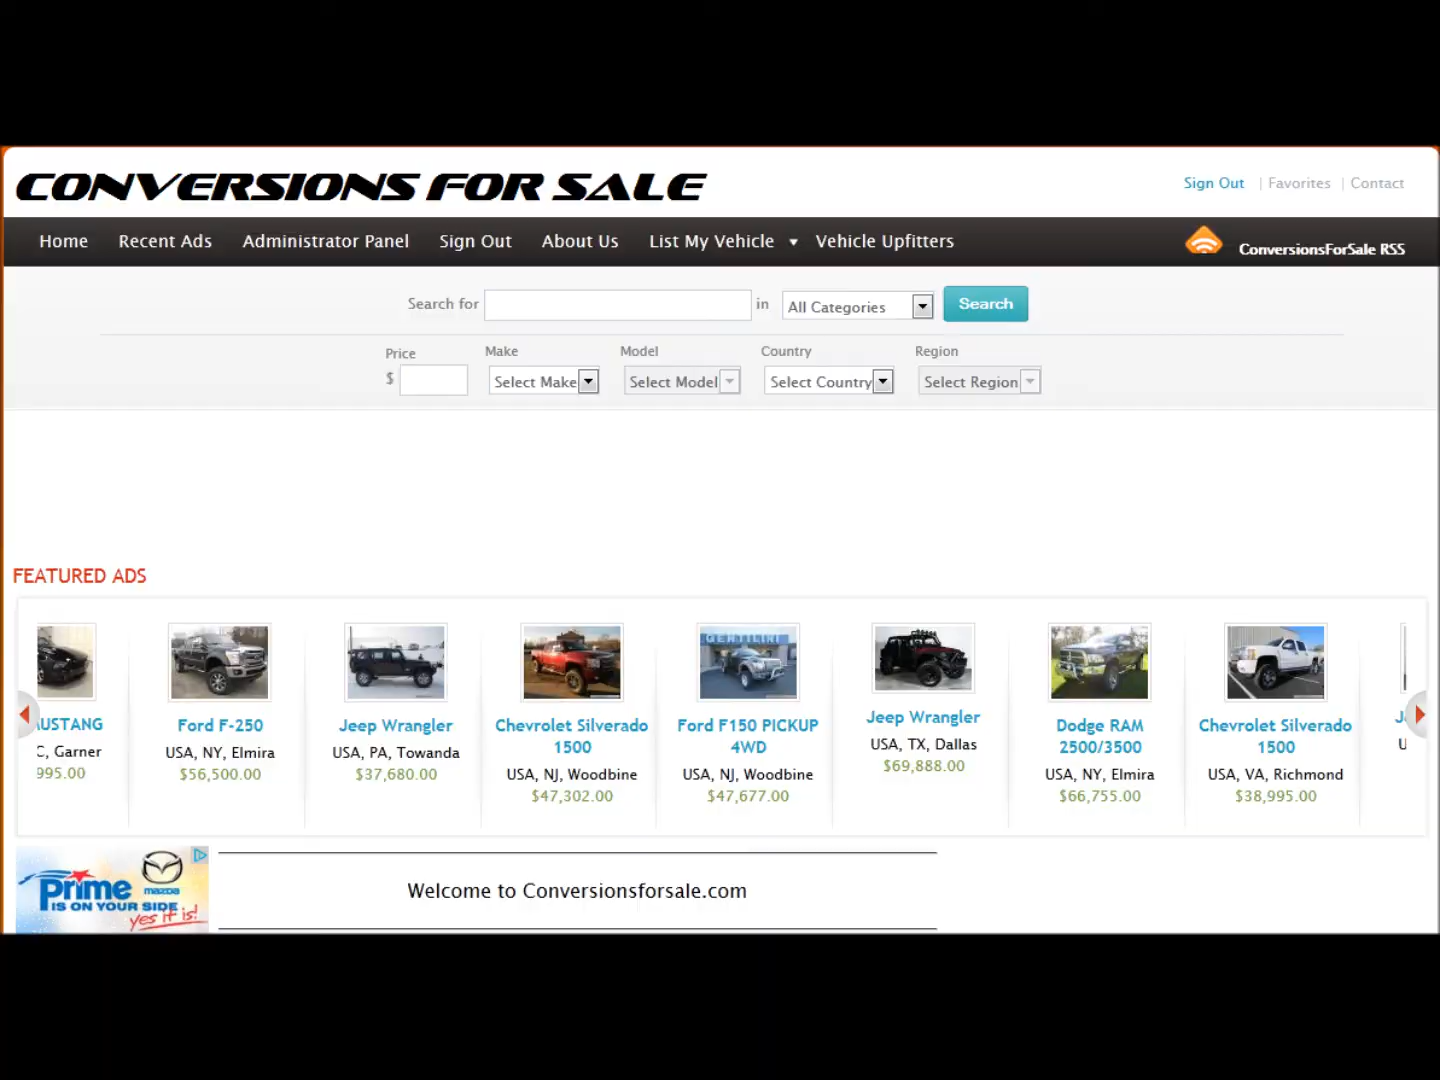 CONVERSIONS FOR SALE
Sign Out | Favorites | Contact
Home Recent Ads Administrator Panel Sign Out About Us List My Vehicle Vehicle Upfitters ConversionsForSale RSS
Search for in All Categories Search
Price Make Model Country Region
$ Select Make Select Model Select Country Select Region
FEATURED ADS
USTANG
C, Garner
995.00
Ford F-250
USA, NY, Elmira
$56,500.00
Jeep Wrangler
USA, PA, Towanda
$37,680.00
Chevrolet Silverado
1500
USA, NJ, Woodbine
$47,302.00
GENTILINI
Ford F150 PICKUP
4WD
USA, NJ, Woodbine
$47,677.00
Jeep Wrangler
USA, TX, Dallas
$69,888.00
Dodge RAM
2500/3500
USA, NY, Elmira
$66,755.00
Chevrolet Silverado
1500
USA, VA, Richmond
$38,995.00
J
U
Prime mazda
IS ON YOUR SIDE
yes it is!
Welcome to Conversionsforsale.com